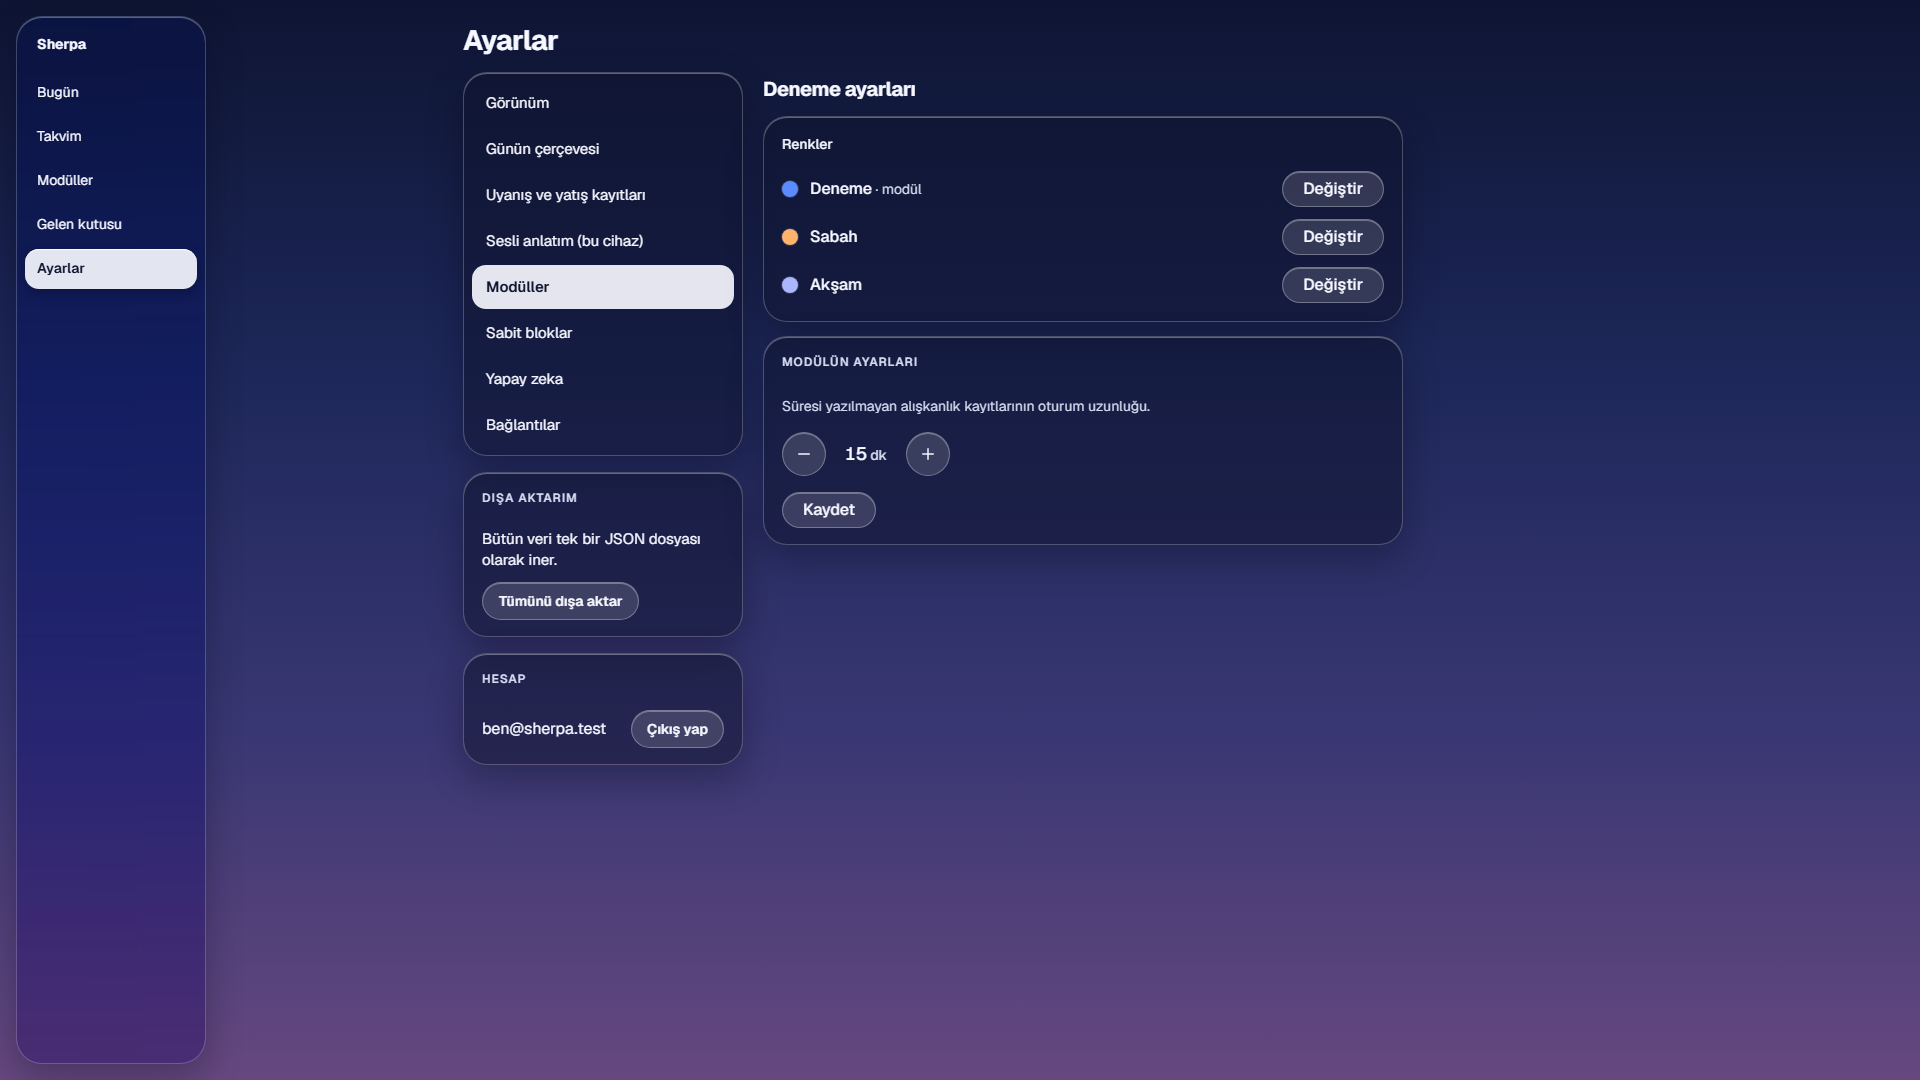 Sherpa
Bugün
Takvim
Modüller
Gelen kutusu
Ayarlar
Ayarlar
Görünüm
Günün çerçevesi
Uyanış ve yatış kayıtları
Sesli anlatım (bu cihaz)
Modüller
Sabit bloklar
Yapay zeka
Bağlantılar
DIŞA AKTARIM
Bütün veri tek bir JSON dosyası
olarak iner.
Tümünü dışa aktar
HESAP
ben@sherpa.test Çıkış yap
Deneme ayarları
Renkler
Deneme · modül Değiştir
Sabah Değiştir
Akşam Değiştir
MODÜLÜN AYARLARI
Süresi yazılmayan alışkanlık kayıtlarının oturum uzunluğu.
− 15 dk +
Kaydet